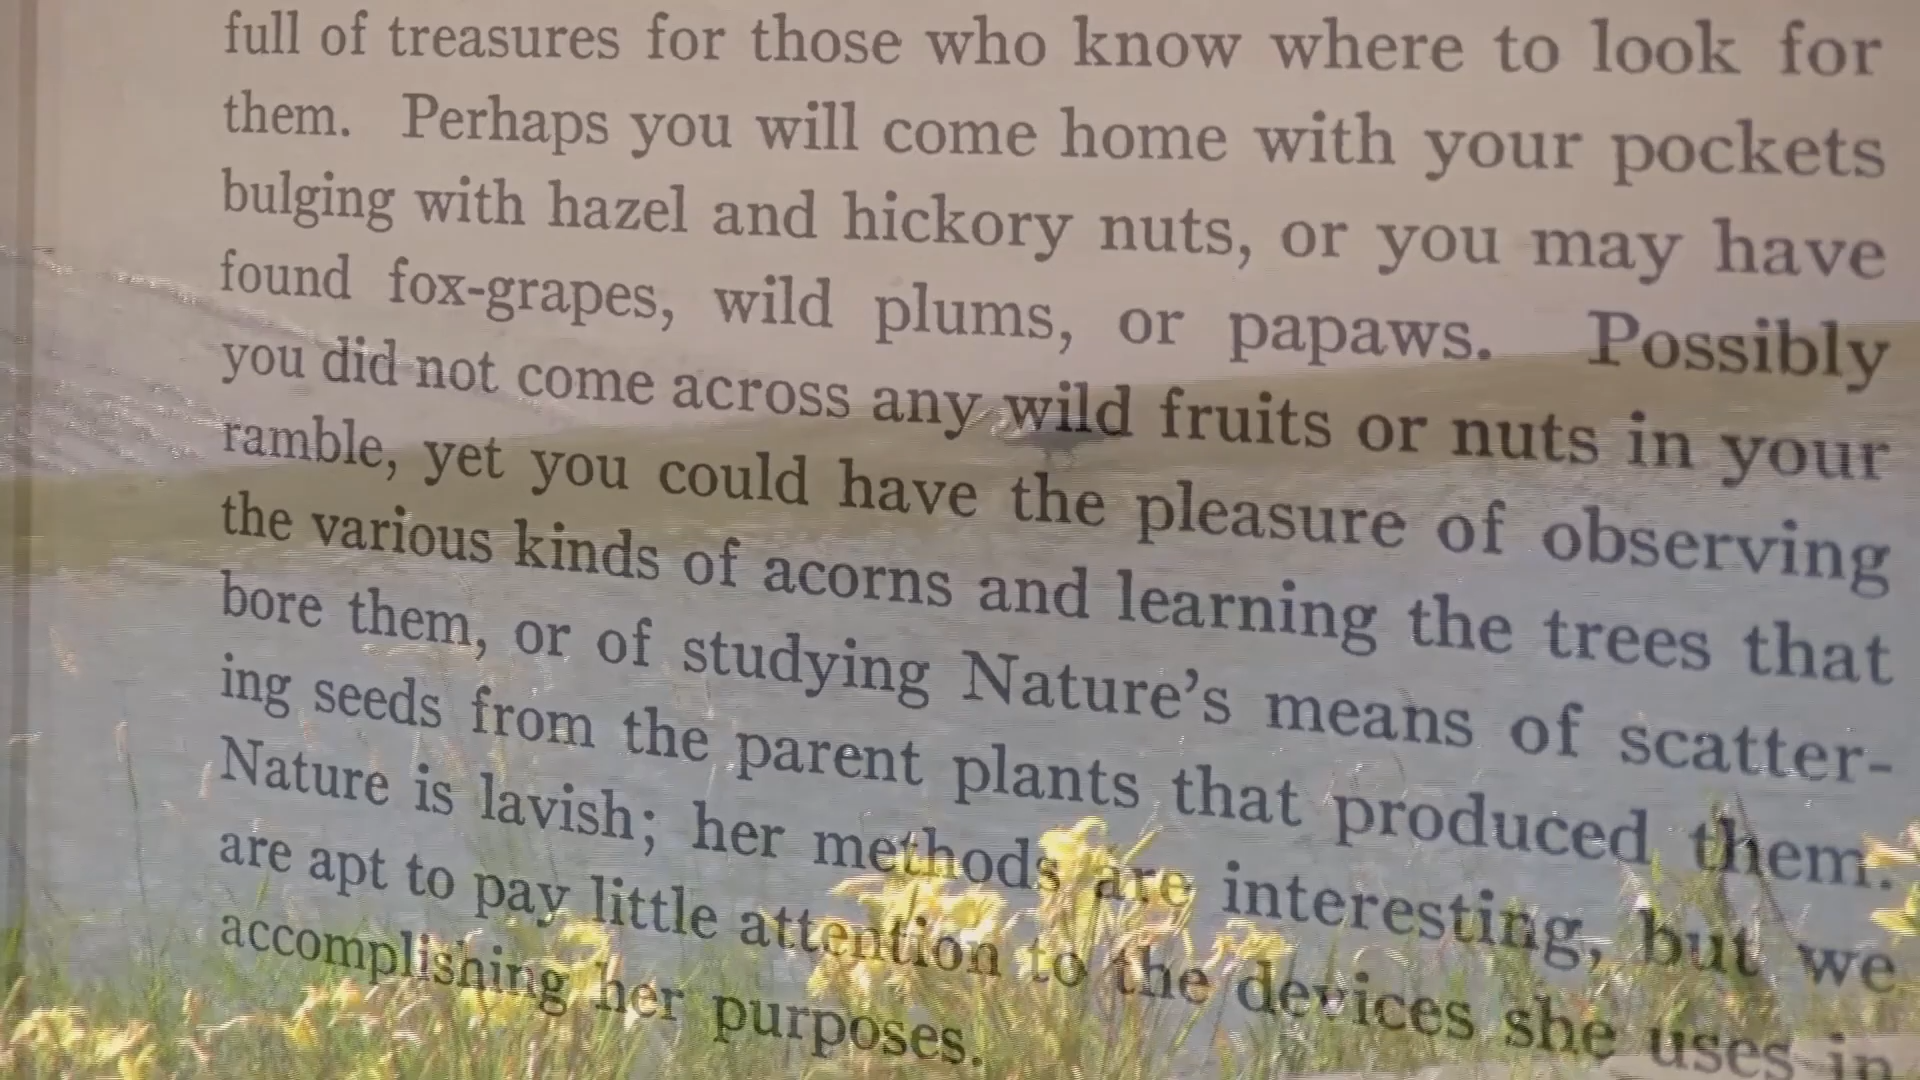 full of treasures for those who know where to look for
them. Perhaps you will come home with your pockets
bulging with hazel and hickory nuts, or you may have
found fox-grapes, wild plums, or papaws. Possibly
you did not come across any wild fruits or nuts in your
ramble, yet you could have the pleasure of observing
the various kinds of acorns and learning the trees that
bore them, or of studying Nature's means of scatter-
ing seeds from the parent plants that produced them.
Nature is lavish; her methods are interesting, but we
are apt to pay little attention to the devices she uses in
accomplishing her purposes.